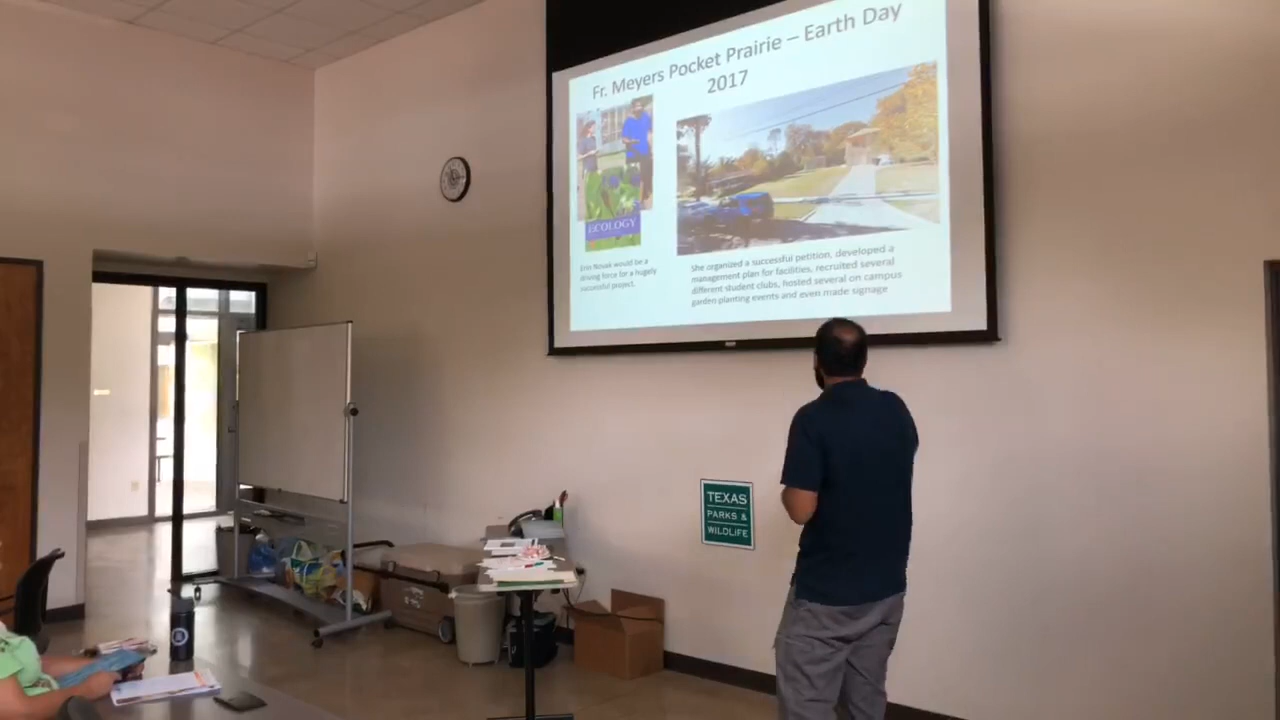 Fr. Meyers Pocket Prairie – Earth Day
2017
ECOLOGY
Erin Novak would be a
driving force for a hugely
successful project.
She organized a successful petition, developed a
management plan for facilities, recruited several
different student clubs, hosted several on campus
garden planting events and even made signage
TEXAS
PARKS &
WILDLIFE